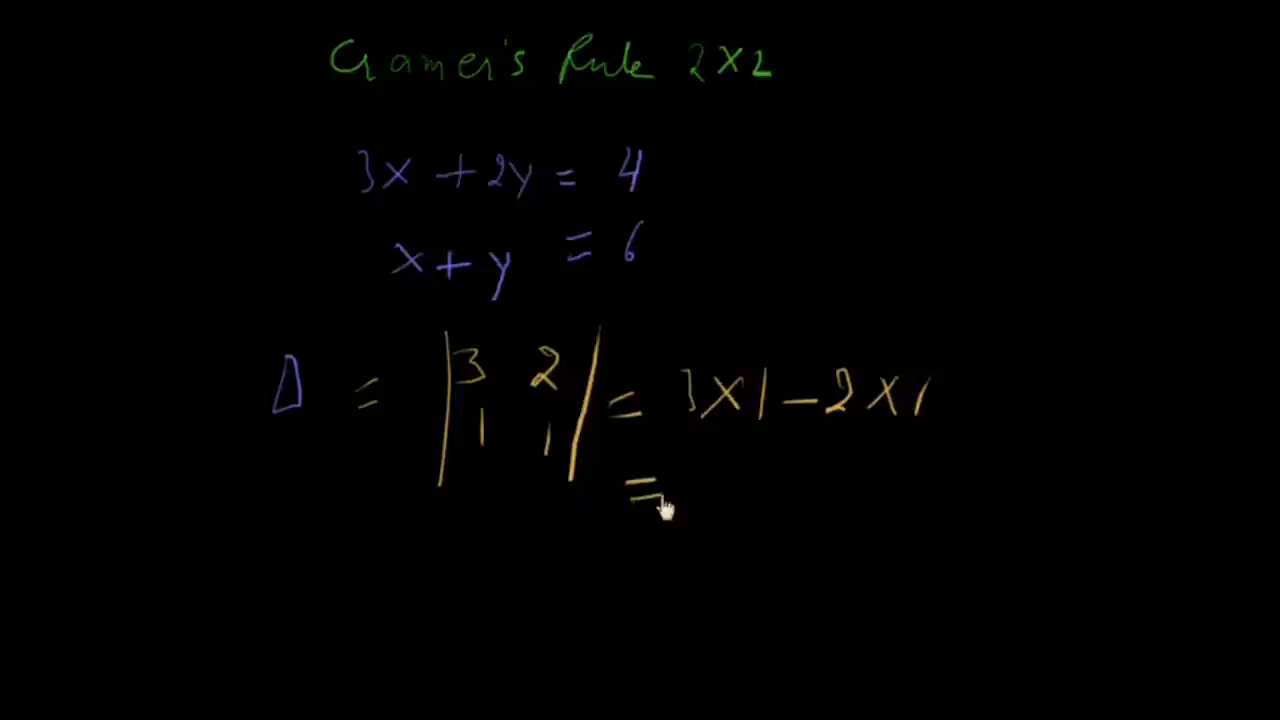 Cramer's Rule 2X2
3x + 2y = 4
x + y = 6
Δ = |3 2| = 3X1 - 2X1
|1 1|
=